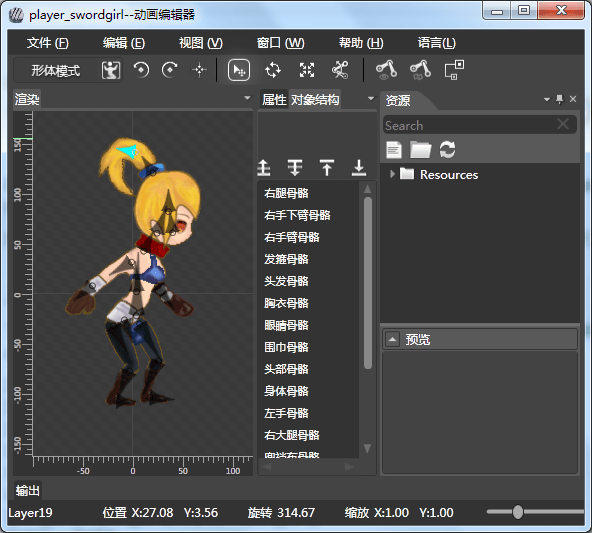 player_swordgirl--动画编辑器
文件 (F) 编辑 (E) 视图 (V) 窗口 (W) 帮助 (H) 语言(L)
形体模式
渲染
属性 对象结构
资源
Search
Resources
150
100
50
0
-50
-100
-150
-50 0 50 100
右腿骨骼
右手下臂骨骼
右手臂骨骼
发箍骨骼
头发骨骼
胸衣骨骼
眼睛骨骼
围巾骨骼
头部骨骼
身体骨骼
左手骨骼
右大腿骨骼
预览
输出
Layer19 位置 X:27.08 Y:3.56 旋转 314.67 缩放 X:1.00 Y:1.00